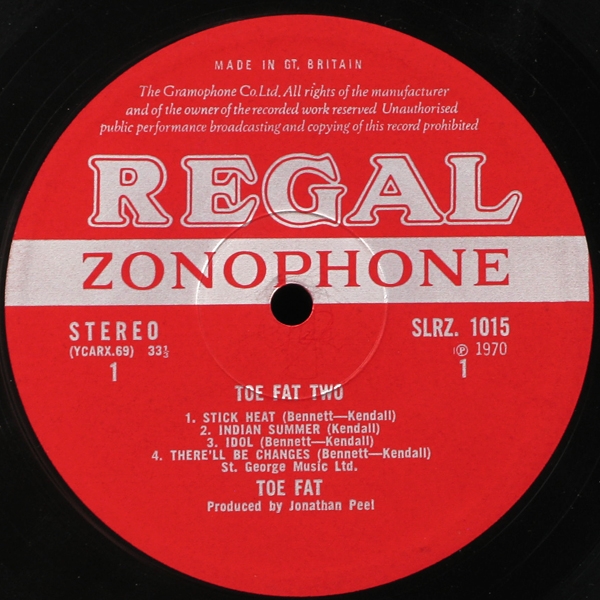 MADE IN GT. BRITAIN
The Gramophone Co.Ltd. All rights of the manufacturer
and of the owner of the recorded work reserved Unauthorised
public performance broadcasting and copying of this record prohibited
REGAL
ZONOPHONE
STEREO SLRZ. 1015
(YCARX.69) 33⅓ ℗ 1970
1 1
TOE FAT TWO
1. STICK HEAT (Bennett—Kendall)
2. INDIAN SUMMER (Kendall)
3. IDOL (Bennett—Kendall)
4. THERE'LL BE CHANGES (Bennett—Kendall)
St. George Music Ltd.
TOE FAT
Produced by Jonathan Peel